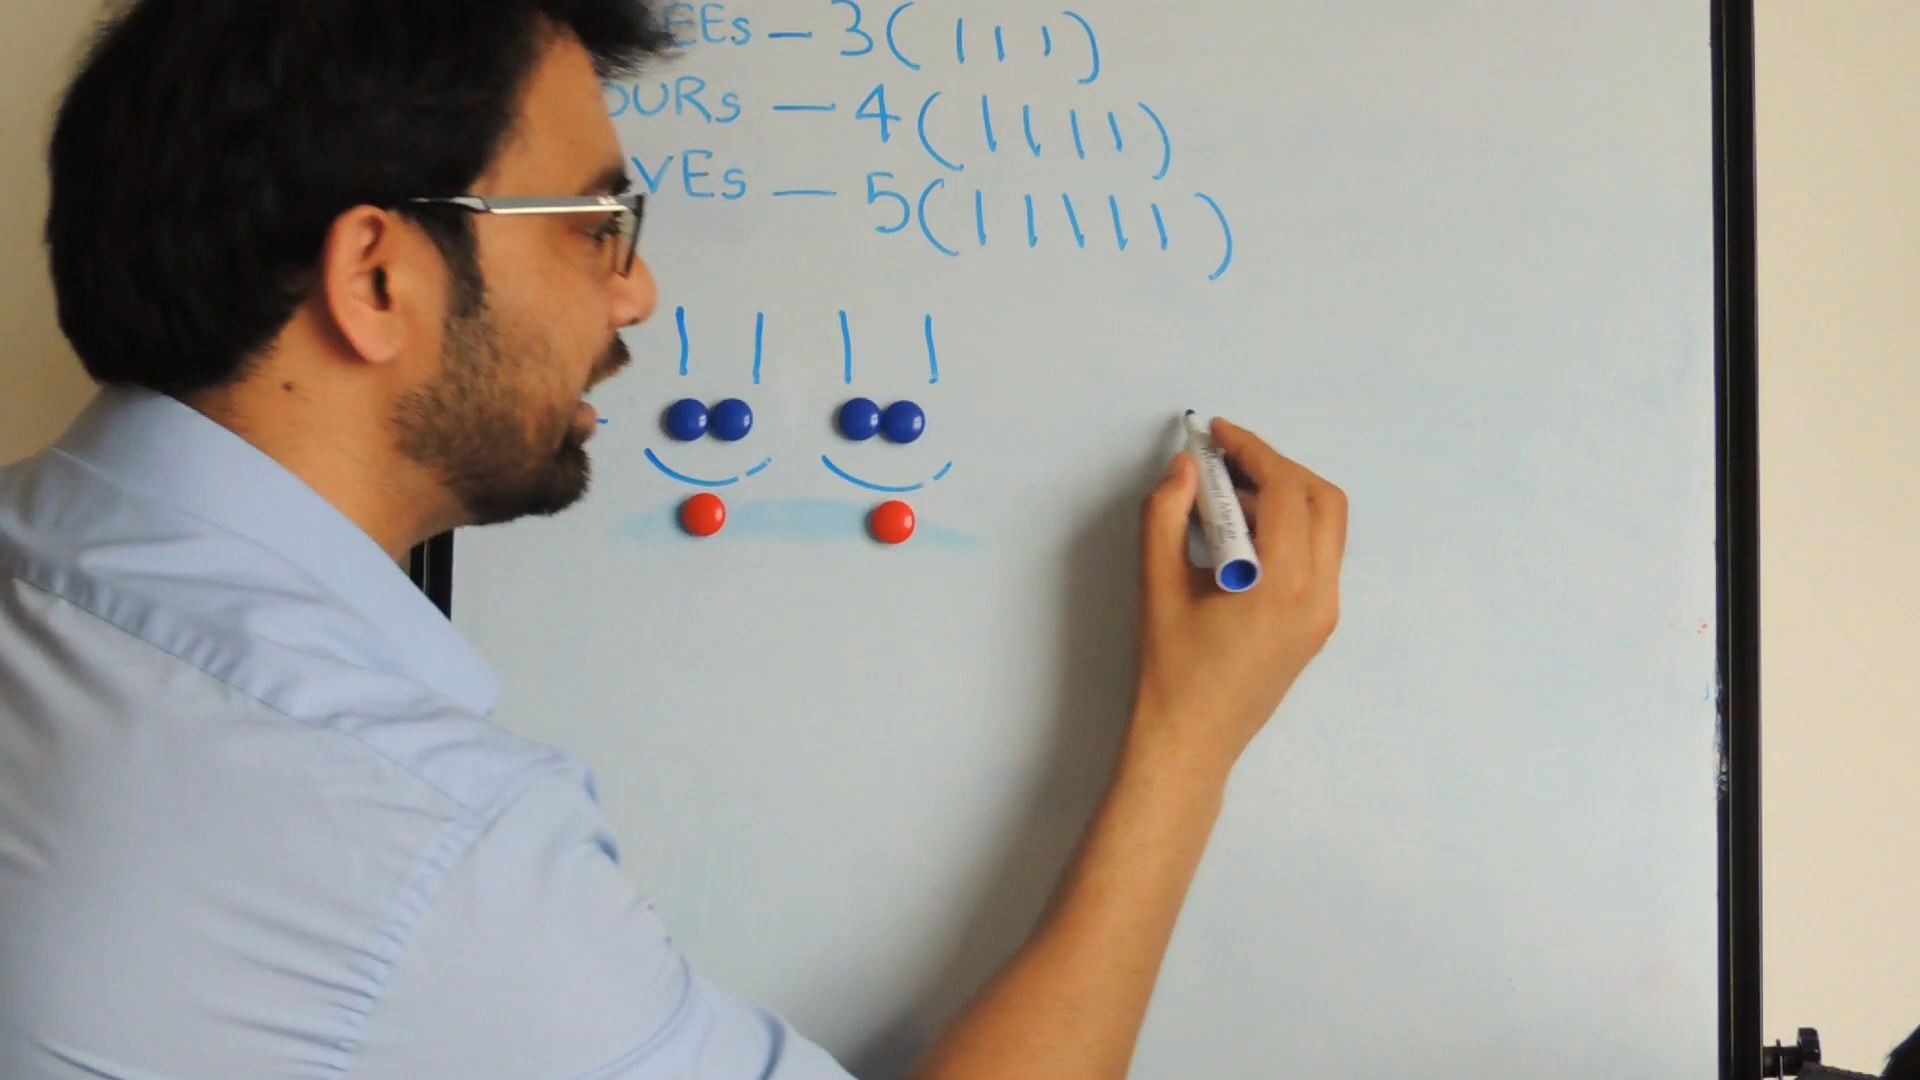 EEs — 3( I I I )
OURs — 4( I I I I )
VEs — 5( I I I I I )
I I I I